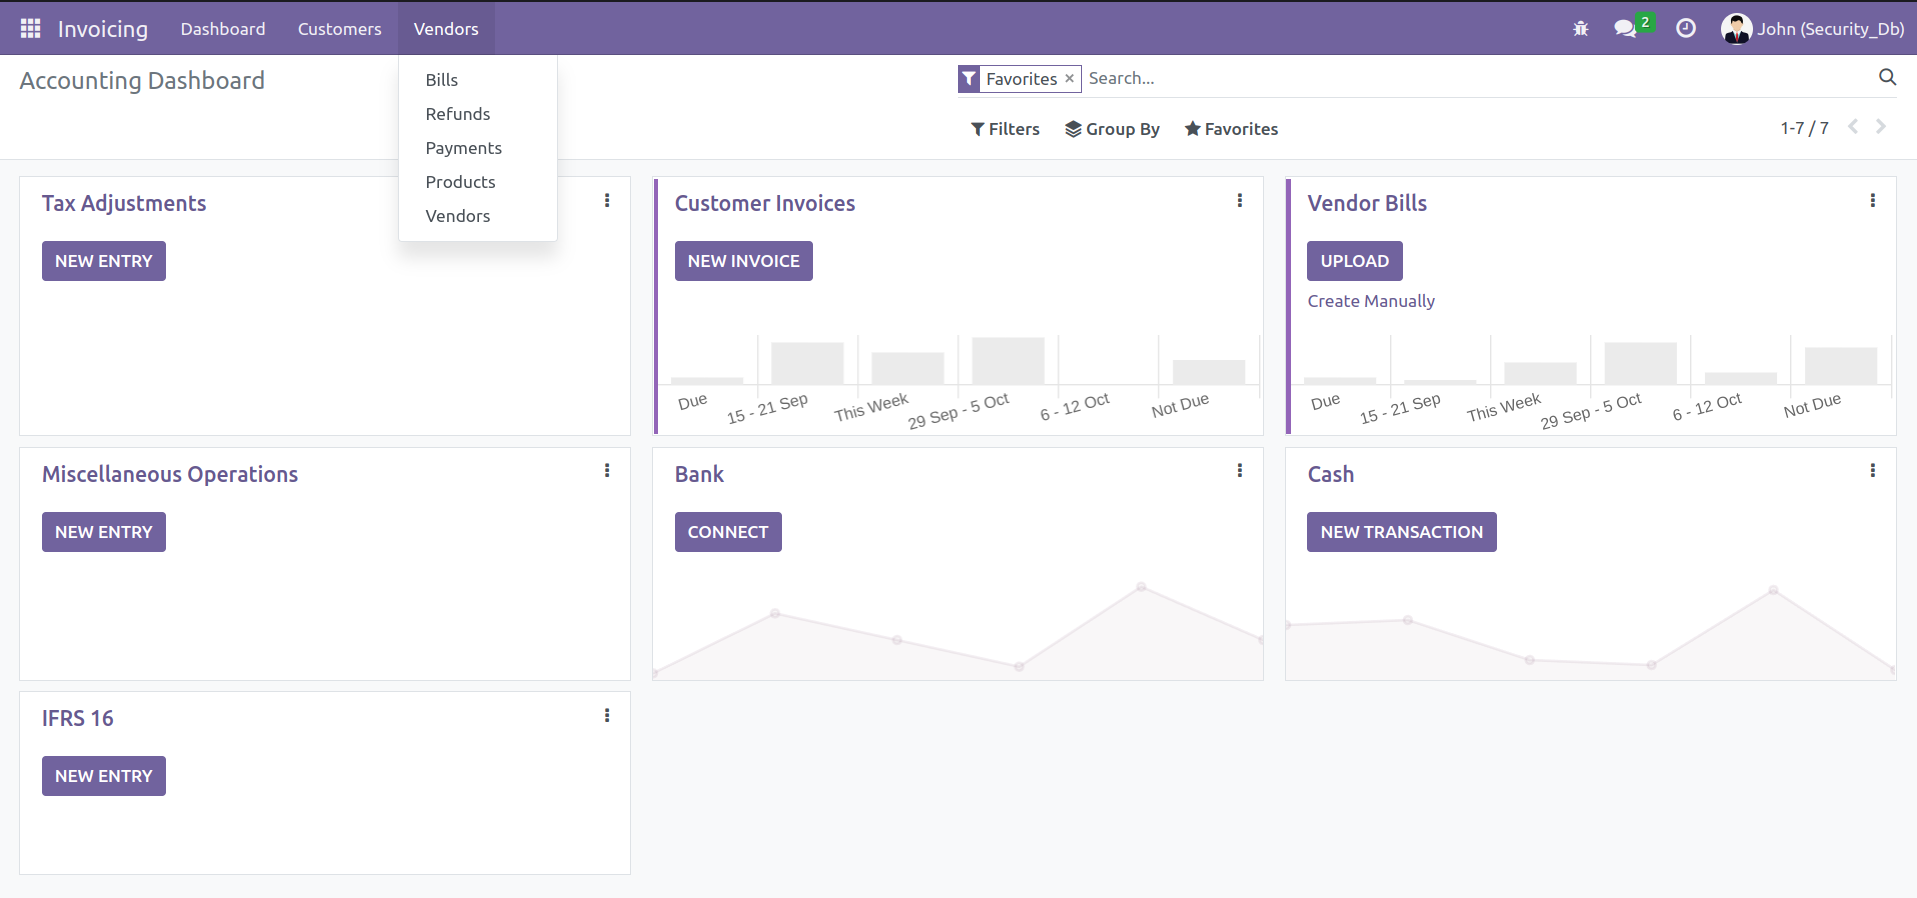 Invoicing Dashboard Customers Vendors 2 John (Security_Db)
Accounting Dashboard
Favorites × Search...
Filters Group By Favorites 1-7 / 7
Bills
Refunds
Payments
Products
Vendors
Tax Adjustments
NEW ENTRY
Customer Invoices
NEW INVOICE
Due 15 - 21 Sep This Week 29 Sep - 5 Oct 6 - 12 Oct Not Due
Vendor Bills
UPLOAD
Create Manually
Due 15 - 21 Sep This Week 29 Sep - 5 Oct 6 - 12 Oct Not Due
Miscellaneous Operations
NEW ENTRY
Bank
CONNECT
Cash
NEW TRANSACTION
IFRS 16
NEW ENTRY